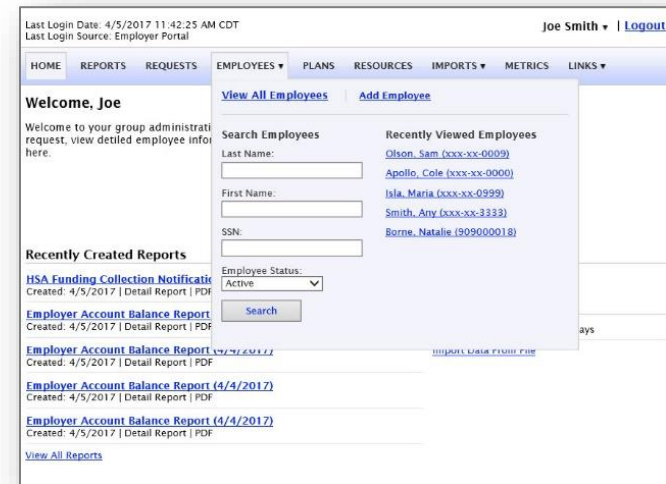 Last Login Date: 4/5/2017 11:42:25 AM CDT
Last Login Source: Employer Portal
Joe Smith ▾ | Logout
HOME REPORTS REQUESTS EMPLOYEES ▾ PLANS RESOURCES IMPORTS ▾ METRICS LINKS ▾
Welcome, Joe
Welcome to your group administrati
request, view detiled employee infor
here.
View All Employees | Add Employee
Search Employees
Last Name:
First Name:
SSN:
Employee Status:
Active
Search
Recently Viewed Employees
Olson, Sam (xxx-xx-0009)
Apollo, Cole (xxx-xx-0000)
Isla, Maria (xxx-xx-0999)
Smith, Any (xxx-xx-3333)
Borne, Natalie (909000018)
Recently Created Reports
HSA Funding Collection Notificatio
Created: 4/5/2017 | Detail Report | PDF
Employer Account Balance Report
Created: 4/5/2017 | Detail Report | PDF
Employer Account Balance Report (4/4/2017)
Created: 4/5/2017 | Detail Report | PDF
Employer Account Balance Report (4/4/2017)
Created: 4/5/2017 | Detail Report | PDF
Employer Account Balance Report (4/4/2017)
Created: 4/5/2017 | Detail Report | PDF
View All Reports
ays
Import Data From File